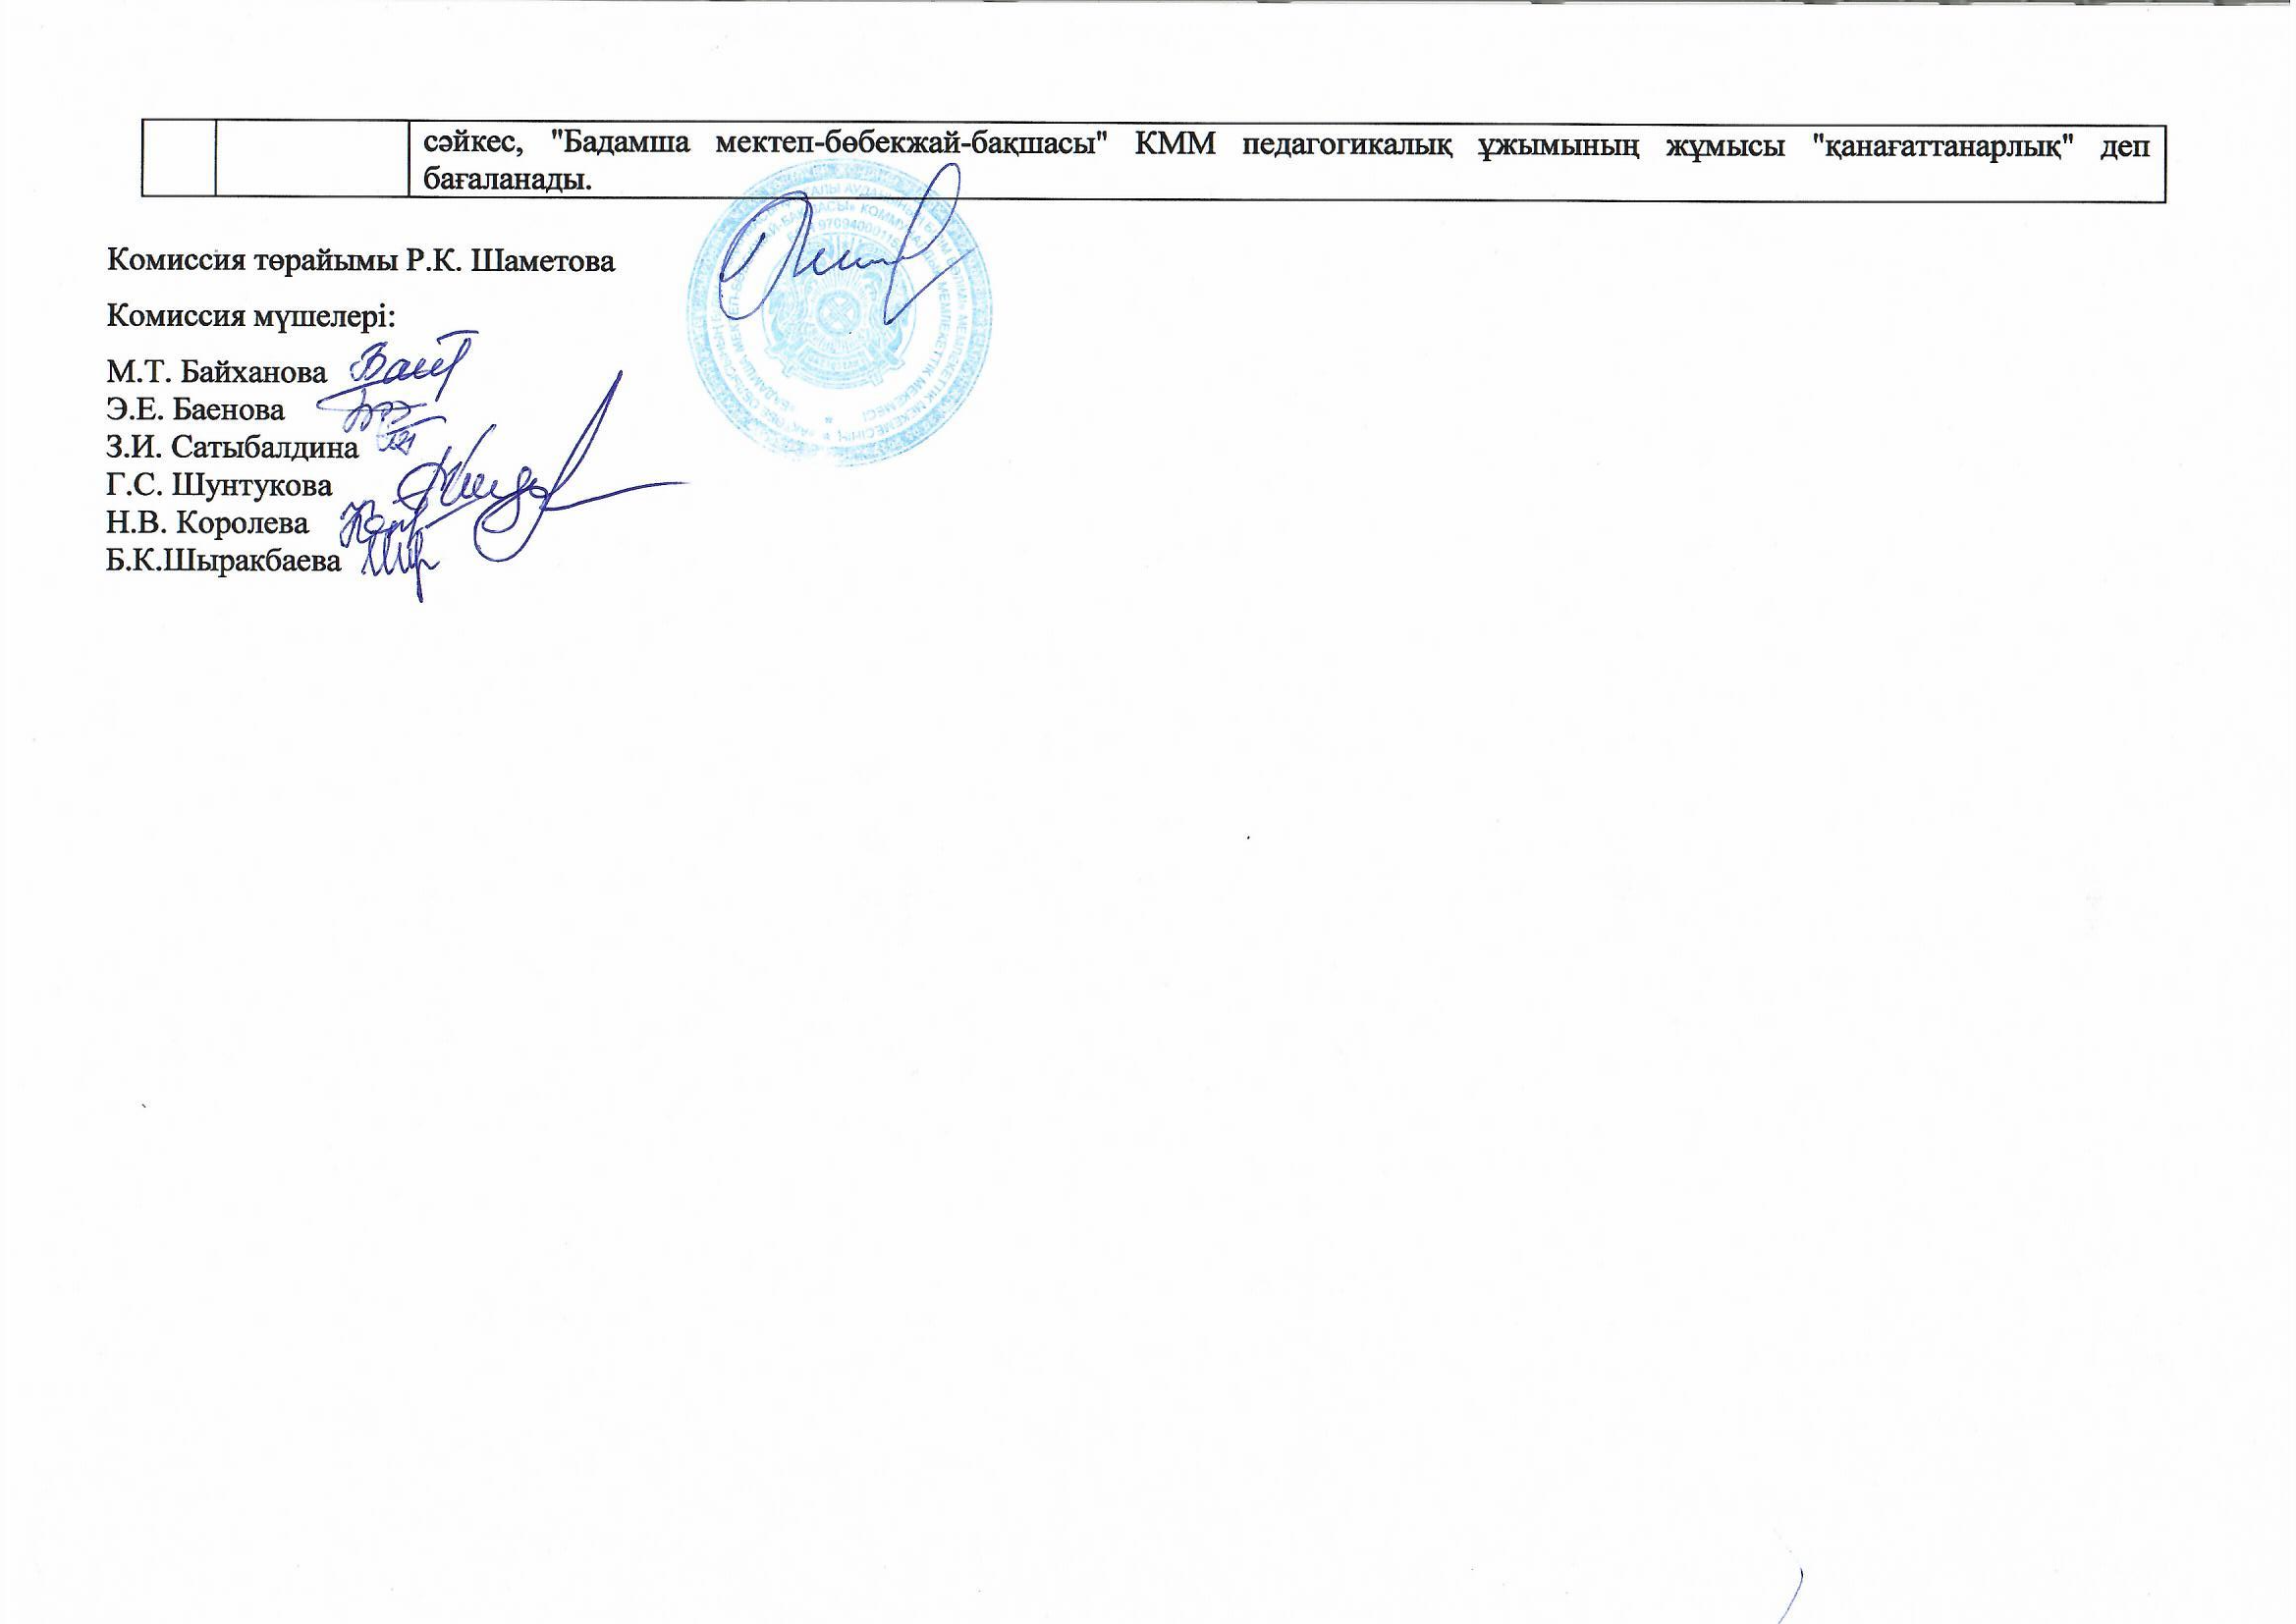 сәйкес, "Бадамша мектеп-бөбекжай-бақшасы" КММ педагогикалық ұжымының жұмысы "қанағаттанарлық" деп
бағаланады.
Комиссия төрайымы Р.К. Шаметова
Комиссия мүшелері:
М.Т. Байханова
Э.Е. Баенова
З.И. Сатыбалдина
Г.С. Шунтукова
Н.В. Королева
Б.К.Шыракбаева